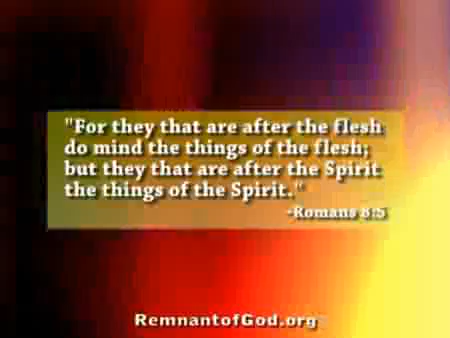 "For they that are after the flesh
do mind the things of the flesh;
but they that are after the Spirit
the things of the Spirit."
-Romans 8:5
RemnantofGod.org